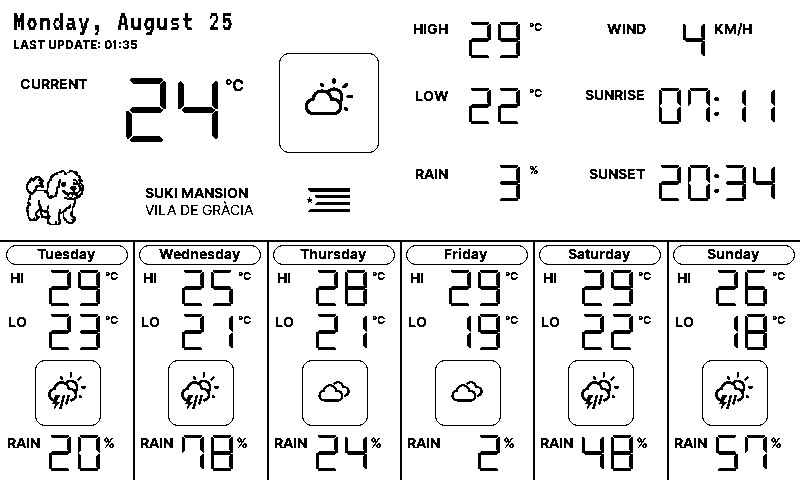 Monday, August 25
LAST UPDATE: 01:35
CURRENT 24 °C
HIGH 29 °C
WIND 4 KM/H
LOW 22 °C
SUNRISE 07:11
RAIN 3 %
SUNSET 20:34
SUKI MANSION
VILA DE GRÀCIA
Tuesday
HI 29 °C
LO 23 °C
RAIN 20 %
Wednesday
HI 25 °C
LO 21 °C
RAIN 78 %
Thursday
HI 28 °C
LO 21 °C
RAIN 24 %
Friday
HI 29 °C
LO 19 °C
RAIN 2 %
Saturday
HI 29 °C
LO 22 °C
RAIN 48 %
Sunday
HI 26 °C
LO 18 °C
RAIN 57 %